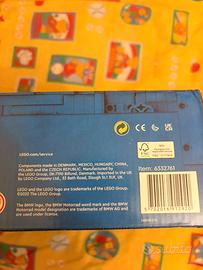 LEGO.com/service
Components made in DENMARK, MEXICO, HUNGARY, CHINA,
POLAND and the CZECH REPUBLIC.
the LEGO Group, DK-7190 Billund, Denmark. Imported in the UK
by LEGO Company Ltd., 33 Bath Road, Slough SL1 3UF, UK.
FSC
MIX
Item: 6332761
LEGO and the LEGO logo are trademarks of the
LEGO Group.
©2022 The LEGO Group.
The BMW logo, the BMW Motorrad word mark and the BMW
Motorrad model designation are trademarks of BMW AG and
are used under license.
Subito